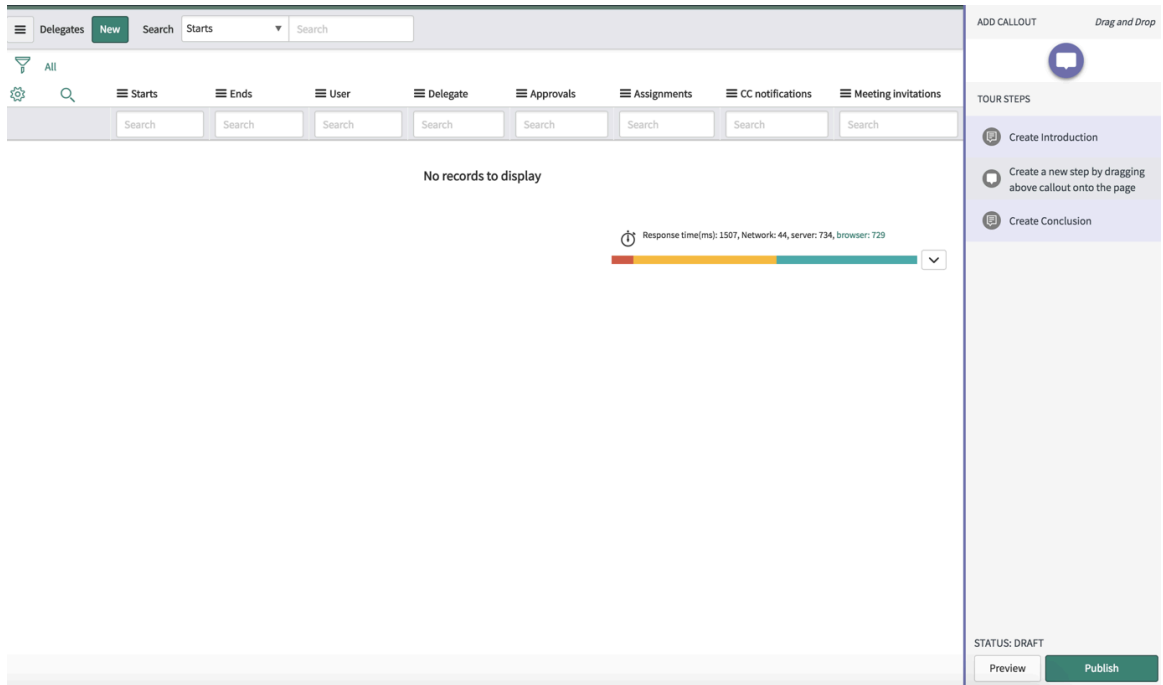 Delegates New Search Starts Search
All
Starts Ends User Delegate Approvals Assignments CC notifications Meeting invitations
Search Search Search Search Search Search Search Search
No records to display
Response time(ms): 1507, Network: 44, server: 734, browser: 729
ADD CALLOUT Drag and Drop
TOUR STEPS
Create Introduction
Create a new step by dragging
above callout onto the page
Create Conclusion
STATUS: DRAFT
Preview Publish